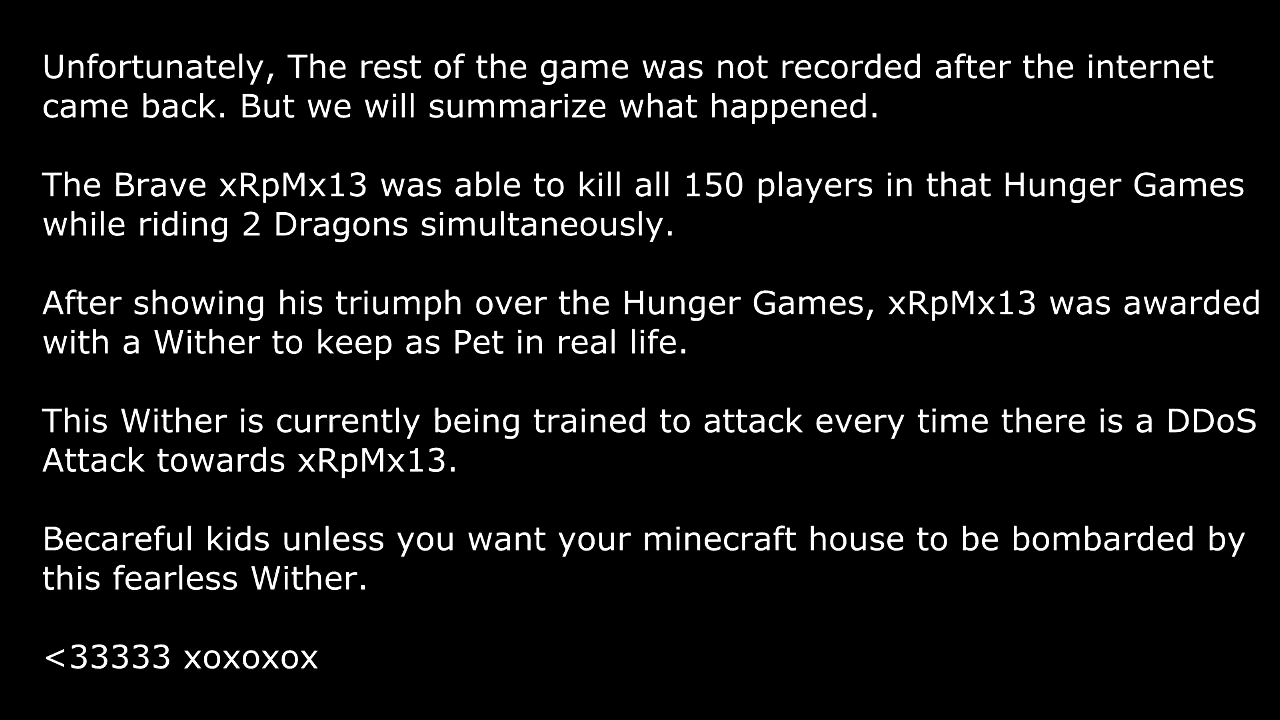 Unfortunately, The rest of the game was not recorded after the internet
came back. But we will summarize what happened.
The Brave xRpMx13 was able to kill all 150 players in that Hunger Games
while riding 2 Dragons simultaneously.
After showing his triumph over the Hunger Games, xRpMx13 was awarded
with a Wither to keep as Pet in real life.
This Wither is currently being trained to attack every time there is a DDoS
Attack towards xRpMx13.
Becareful kids unless you want your minecraft house to be bombarded by
this fearless Wither.
<33333 xoxoxox